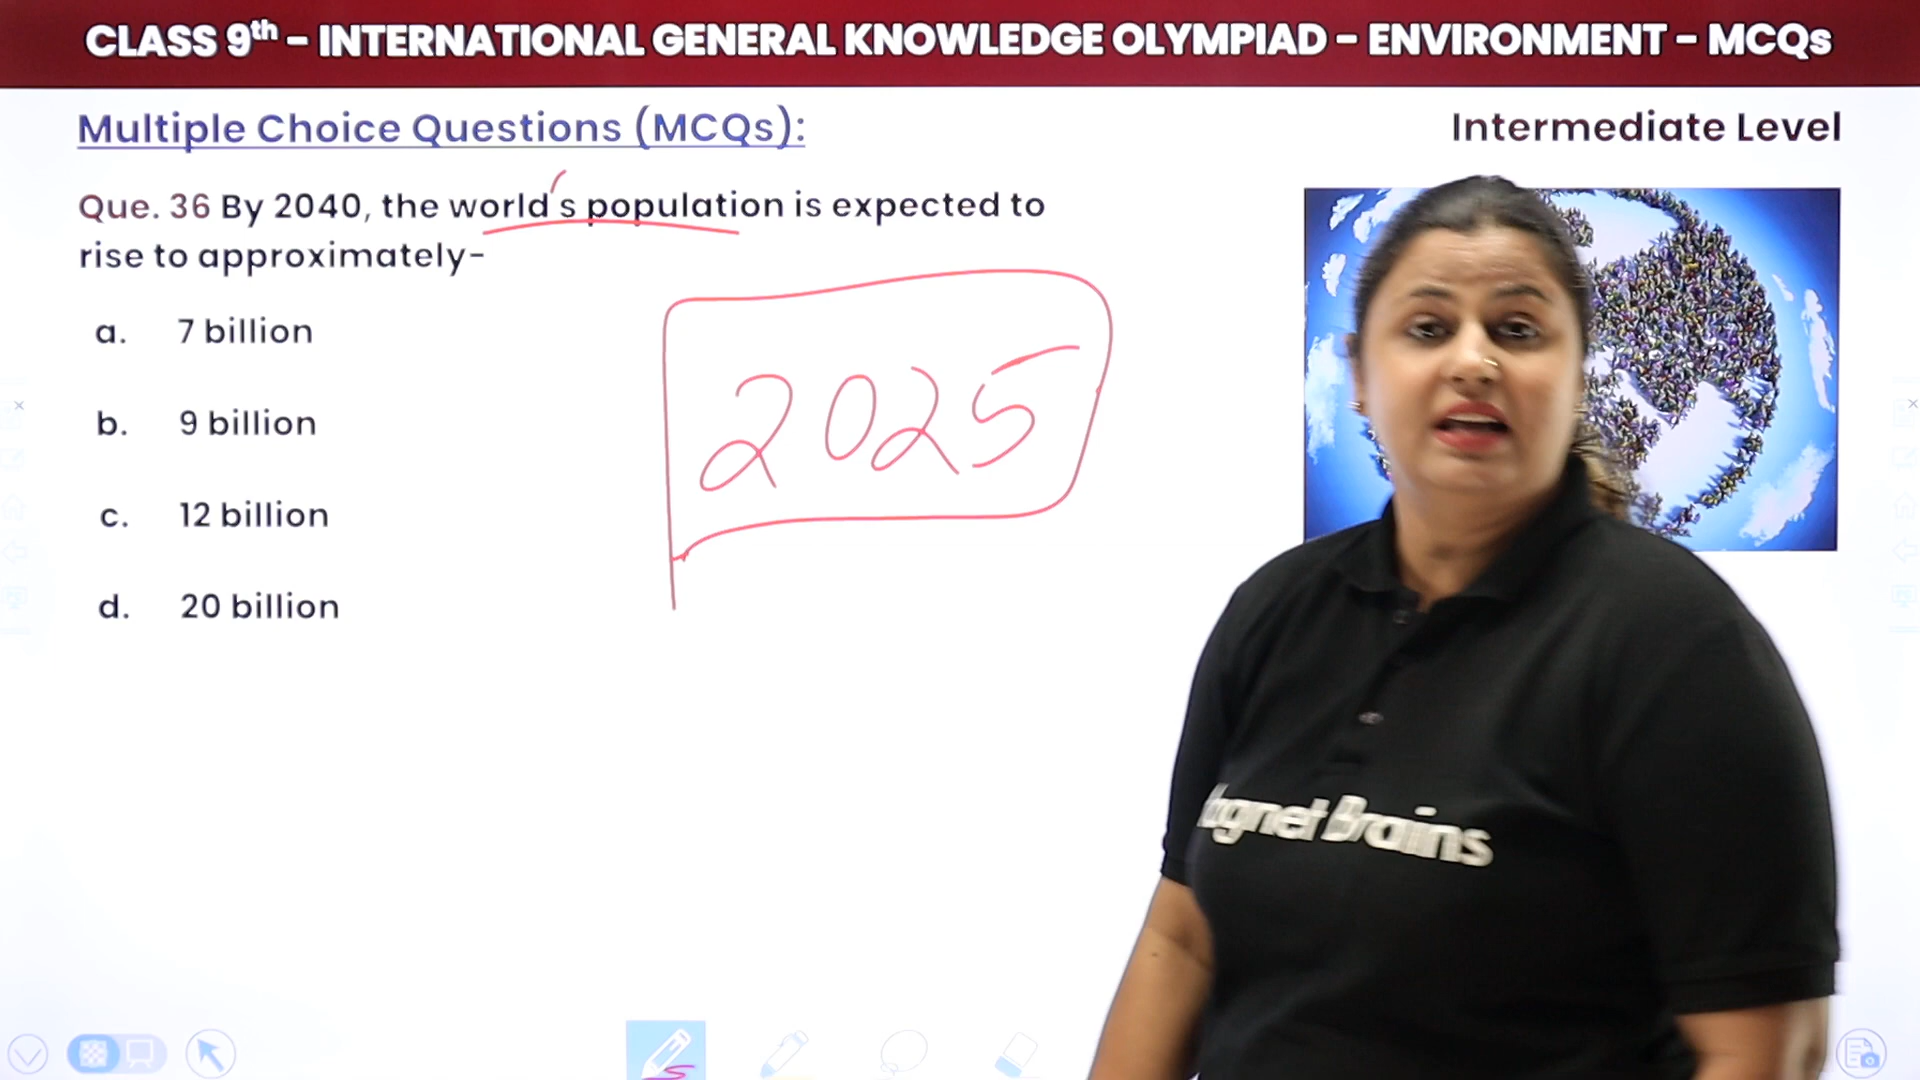 CLASS 9th - INTERNATIONAL GENERAL KNOWLEDGE OLYMPIAD - ENVIRONMENT - MCQs
Multiple Choice Questions (MCQs):
Intermediate Level
Que. 36 By 2040, the world's population is expected to
rise to approximately-
a. 7 billion
b. 9 billion
c. 12 billion
d. 20 billion
2025
Magnet Brains